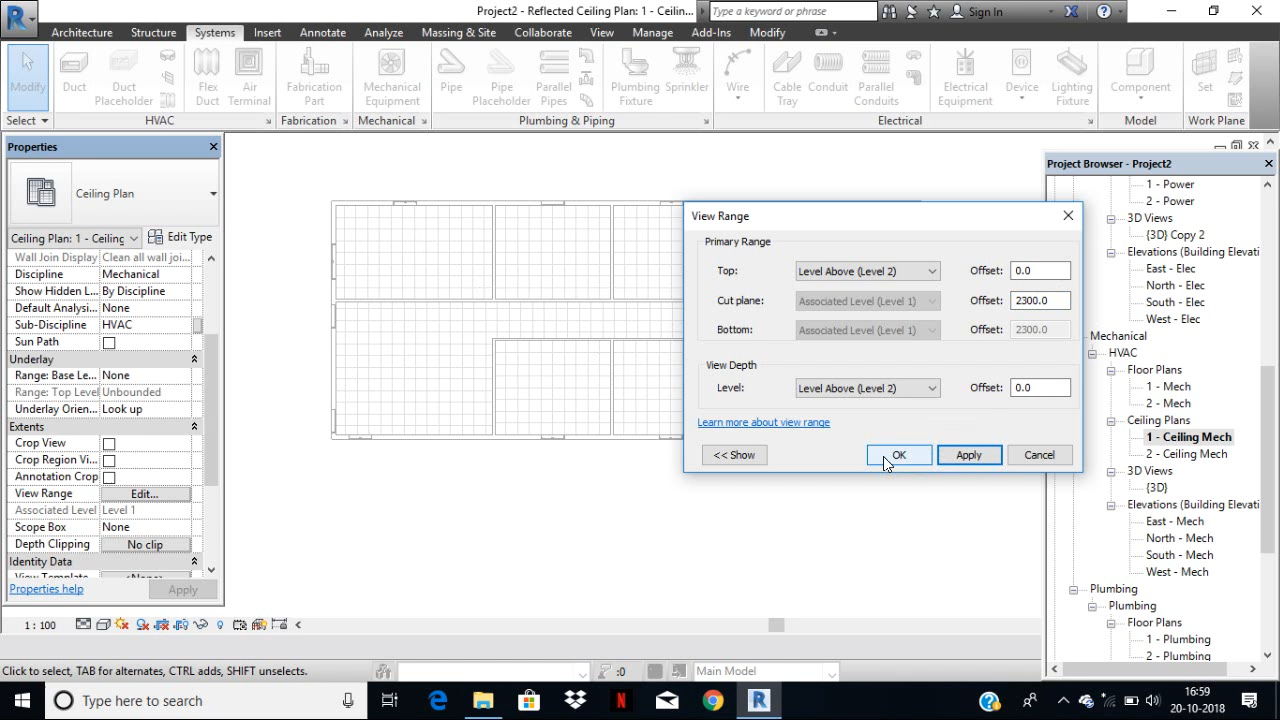 Project2 - Reflected Ceiling Plan: 1 - Ceilin...
Type a keyword or phrase
Sign In
Architecture Structure Systems Insert Annotate Analyze Massing & Site Collaborate View Manage Add-Ins Modify
Modify
Duct
Duct Placeholder
Flex Duct
Air Terminal
Fabrication Part
Mechanical Equipment
Pipe
Pipe Placeholder
Parallel Pipes
Plumbing Fixture
Sprinkler
Wire
Cable Tray
Conduit
Parallel Conduits
Electrical Equipment
Device
Lighting Fixture
Component
Set
Select HVAC Fabrication Mechanical Plumbing & Piping Electrical Model Work Plane
Properties
Ceiling Plan
Ceiling Plan: 1 - Ceiling Edit Type
Wall Join Display Clean all wall joi...
Discipline Mechanical
Show Hidden L... By Discipline
Default Analysi... None
Sub-Discipline HVAC
Sun Path
Underlay
Range: Base Le... None
Range: Top Level Unbounded
Underlay Orien... Look up
Extents
Crop View
Crop Region Vi...
Annotation Crop
View Range Edit...
Associated Level Level 1
Scope Box None
Depth Clipping No clip
Identity Data
View Template <None>
Properties help Apply
View Range
Primary Range
Top: Level Above (Level 2) Offset: 0.0
Cut plane: Associated Level (Level 1) Offset: 2300.0
Bottom: Associated Level (Level 1) Offset: 2300.0
View Depth
Level: Level Above (Level 2) Offset: 0.0
Learn more about view range
<< Show OK Apply Cancel
Project Browser - Project2
1 - Power
2 - Power
3D Views
{3D} Copy 2
Elevations (Building Elevati
East - Elec
North - Elec
South - Elec
West - Elec
Mechanical
HVAC
Floor Plans
1 - Mech
2 - Mech
Ceiling Plans
1 - Ceiling Mech
2 - Ceiling Mech
3D Views
{3D}
Elevations (Building Elevati
East - Mech
North - Mech
South - Mech
West - Mech
Plumbing
Plumbing
Floor Plans
1 - Plumbing
2 - Plumbing
1 : 100
Click to select, TAB for alternates, CTRL adds, SHIFT unselects.
:0
Main Model
Type here to search
16:59
20-10-2018